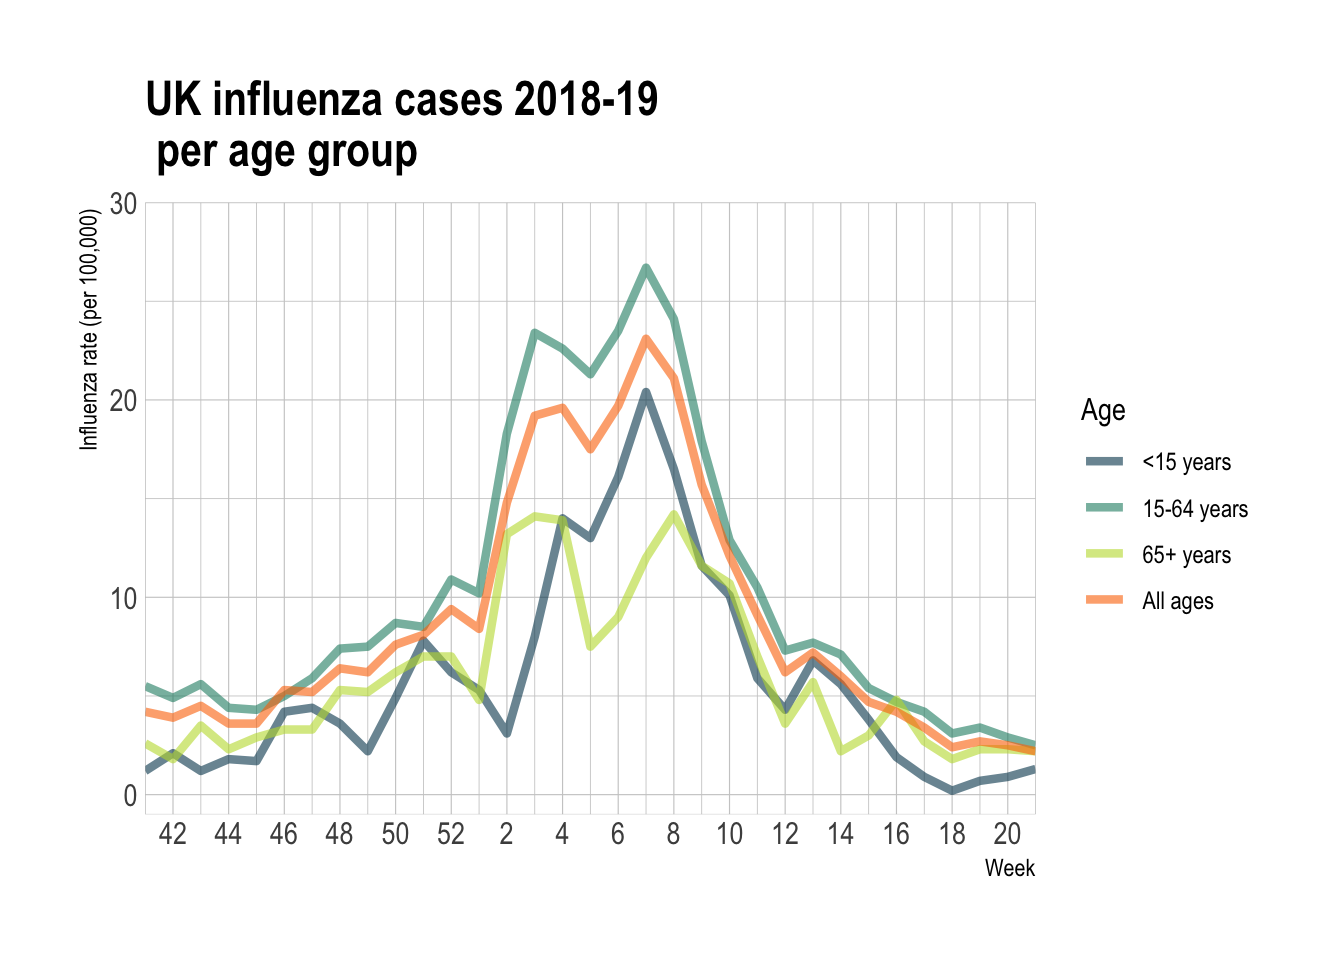 UK influenza cases 2018-19
per age group
Influenza rate (per 100,000)
30
20
10
0
42 44 46 48 50 52 2 4 6 8 10 12 14 16 18 20
Week
Age
<15 years
15-64 years
65+ years
All ages